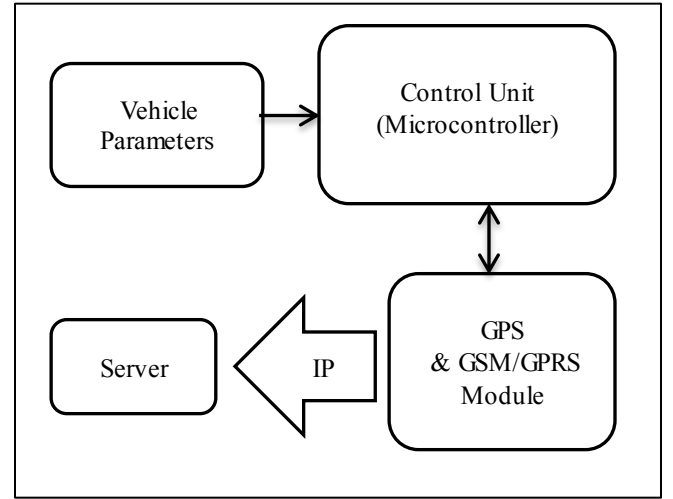 Vehicle
Parameters
Control Unit
(Microcontroller)
GPS
& GSM/GPRS
Module
IP
Server